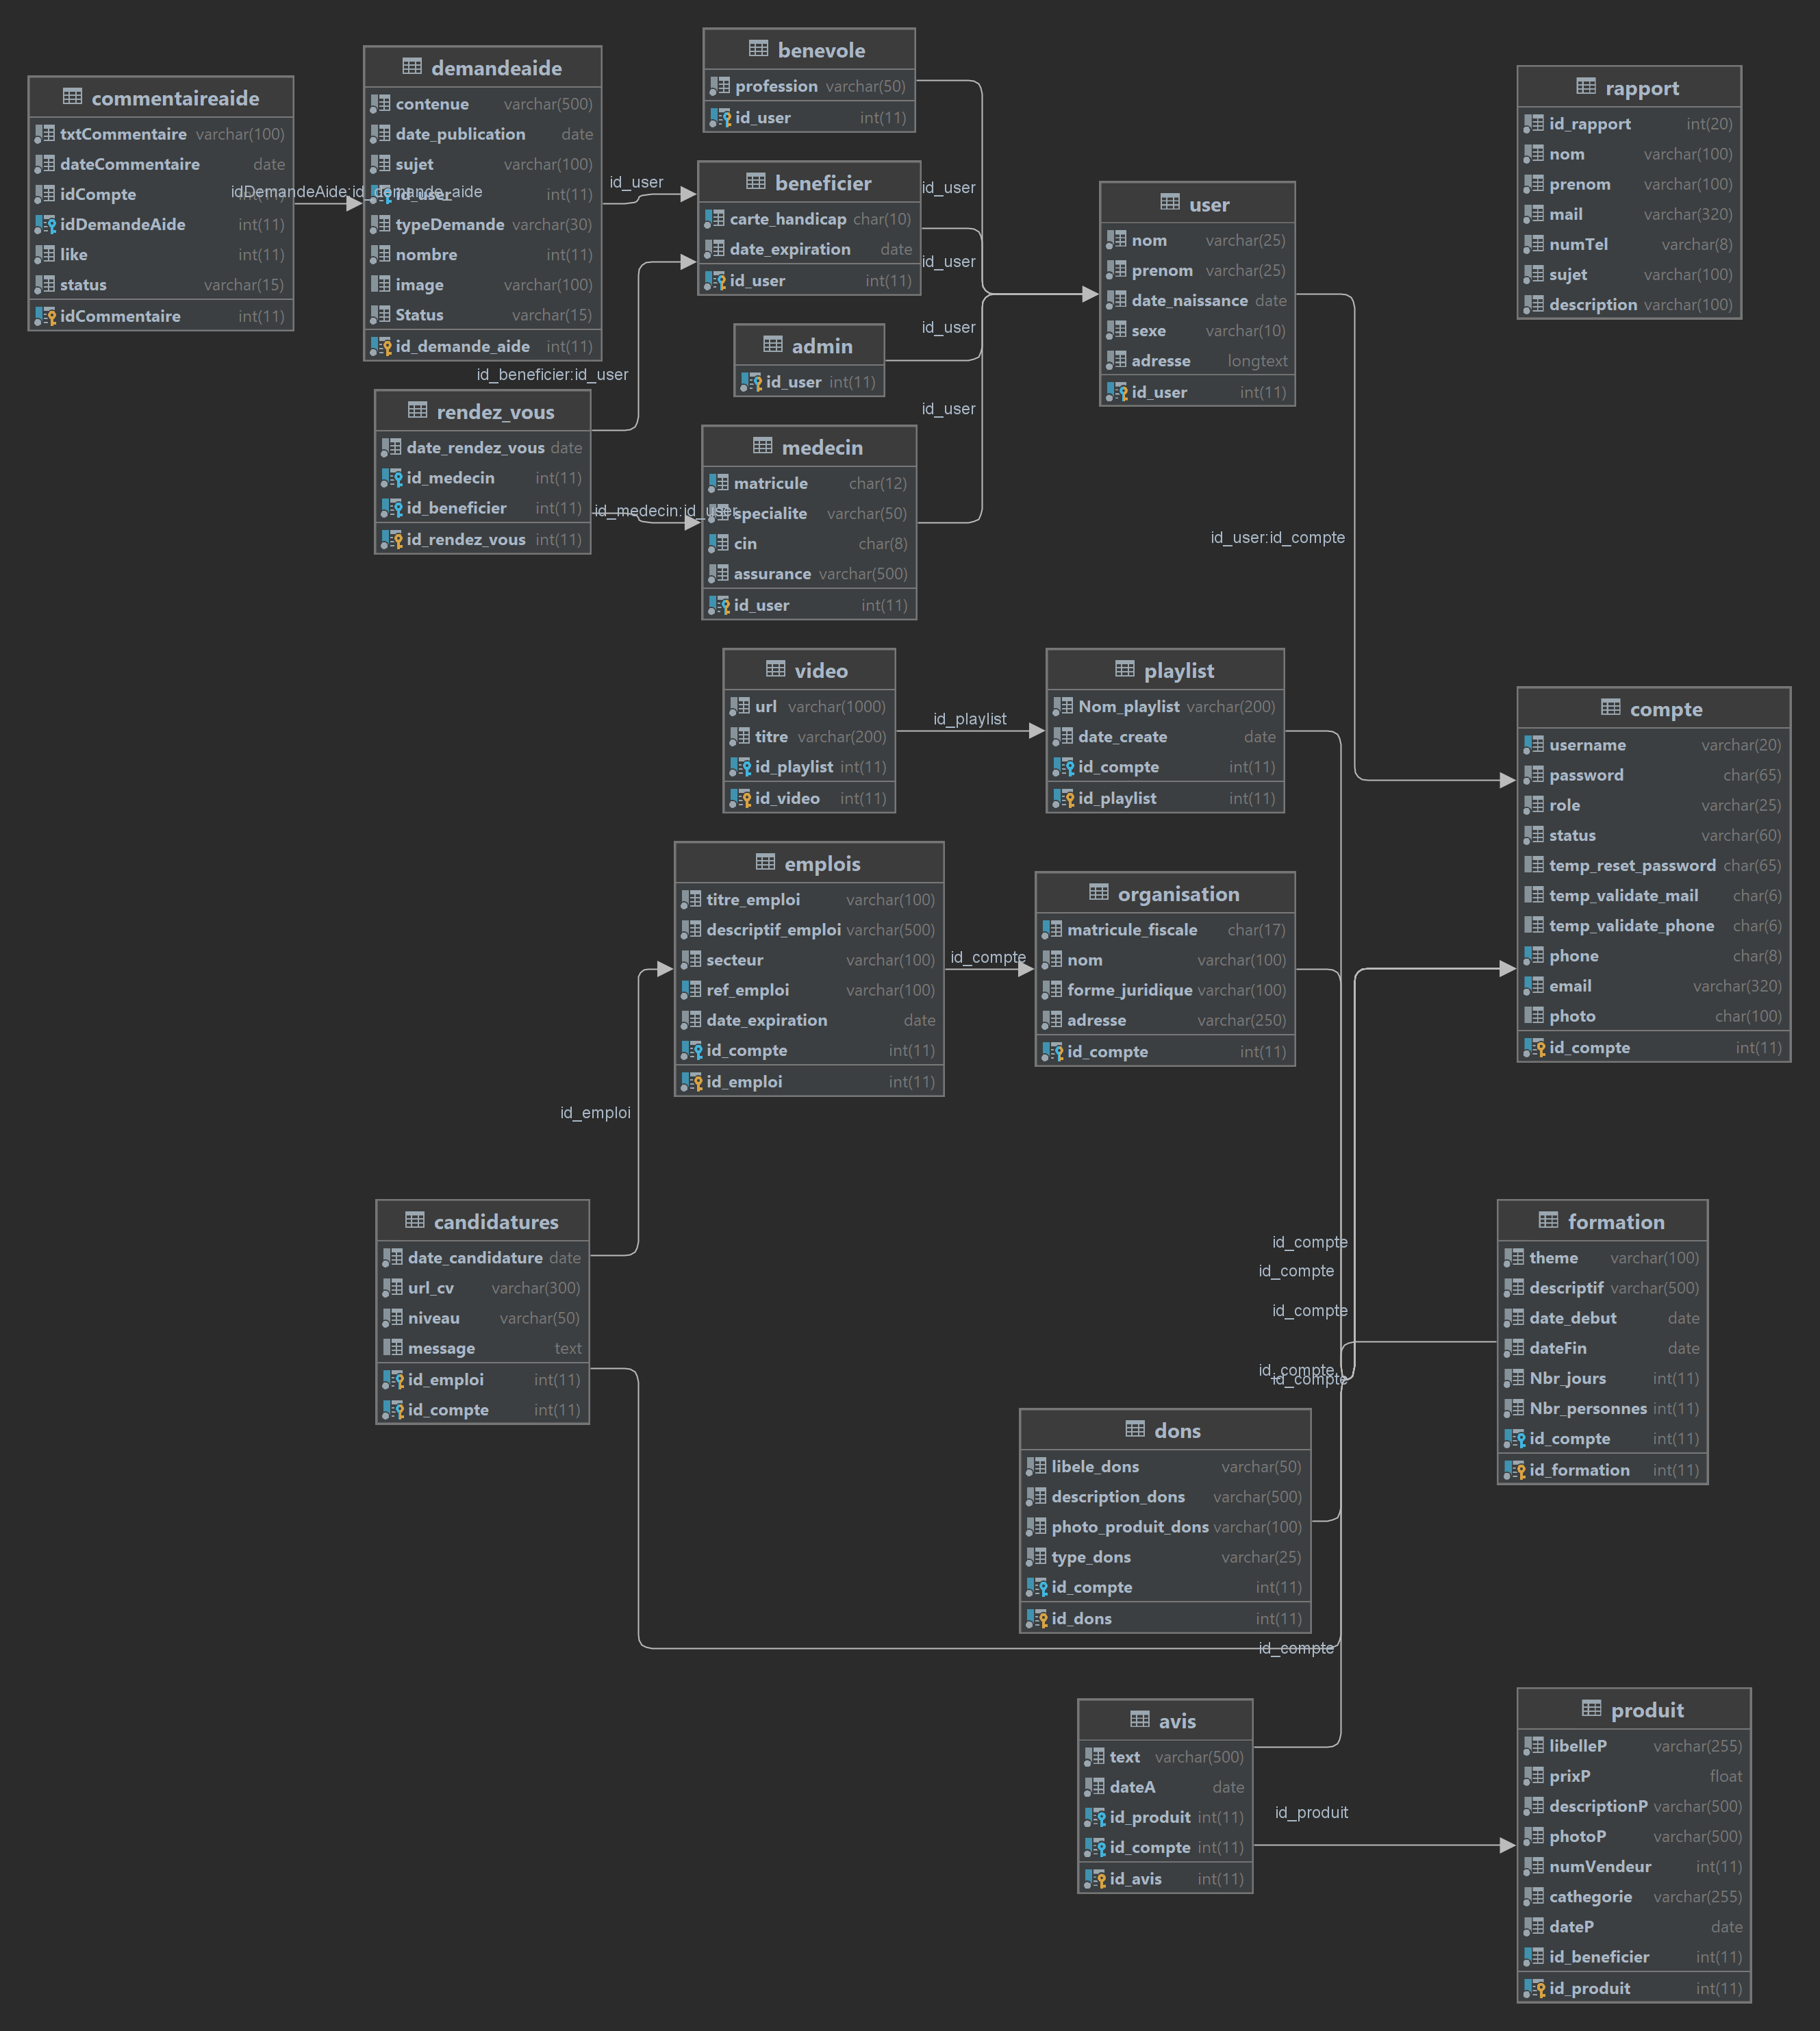 commentaireaide
txtCommentaire varchar(100)
dateCommentaire date
idCompte int(11)
idDemandeAide int(11)
like int(11)
status varchar(15)
idCommentaire int(11)
idDemandeAide:id_demande_aide
demandeaide
contenue varchar(500)
date_publication date
sujet varchar(100)
id_user int(11)
typeDemande varchar(30)
nombre int(11)
image varchar(100)
Status varchar(15)
id_demande_aide int(11)
id_user
id_beneficier:id_user
rendez_vous
date_rendez_vous date
id_medecin int(11)
id_beneficier int(11)
id_rendez_vous int(11)
id_medecin:id_user
benevole
profession varchar(50)
id_user int(11)
beneficier
carte_handicap char(10)
date_expiration date
id_user int(11)
admin
id_user int(11)
medecin
matricule char(12)
specialite varchar(50)
cin char(8)
assurance varchar(500)
id_user int(11)
id_user
id_user
id_user
id_user
user
nom varchar(25)
prenom varchar(25)
date_naissance date
sexe varchar(10)
adresse longtext
id_user int(11)
id_user:id_compte
rapport
id_rapport int(20)
nom varchar(100)
prenom varchar(100)
mail varchar(320)
numTel varchar(8)
sujet varchar(100)
description varchar(100)
video
url varchar(1000)
titre varchar(200)
id_playlist int(11)
id_video int(11)
id_playlist
playlist
Nom_playlist varchar(200)
date_create date
id_compte int(11)
id_playlist int(11)
compte
username varchar(20)
password char(65)
role varchar(25)
status varchar(60)
temp_reset_password char(65)
temp_validate_mail char(6)
temp_validate_phone char(6)
phone char(8)
email varchar(320)
photo char(100)
id_compte int(11)
emplois
titre_emploi varchar(100)
descriptif_emploi varchar(500)
secteur varchar(100)
ref_emploi varchar(100)
date_expiration date
id_compte int(11)
id_emploi int(11)
id_compte
organisation
matricule_fiscale char(17)
nom varchar(100)
forme_juridique varchar(100)
adresse varchar(250)
id_compte int(11)
id_emploi
candidatures
date_candidature date
url_cv varchar(300)
niveau varchar(50)
message text
id_emploi int(11)
id_compte int(11)
id_compte
id_compte
id_compte
id_compte
id_compte
formation
theme varchar(100)
descriptif varchar(500)
date_debut date
dateFin date
Nbr_jours int(11)
Nbr_personnes int(11)
id_compte int(11)
id_formation int(11)
dons
libele_dons varchar(50)
description_dons varchar(500)
photo_produit_dons varchar(100)
type_dons varchar(25)
id_compte int(11)
id_dons int(11)
id_compte
avis
text varchar(500)
dateA date
id_produit int(11)
id_compte int(11)
id_avis int(11)
id_produit
produit
libelleP varchar(255)
prixP float
descriptionP varchar(500)
photoP varchar(500)
numVendeur int(11)
cathegorie varchar(255)
dateP date
id_beneficier int(11)
id_produit int(11)